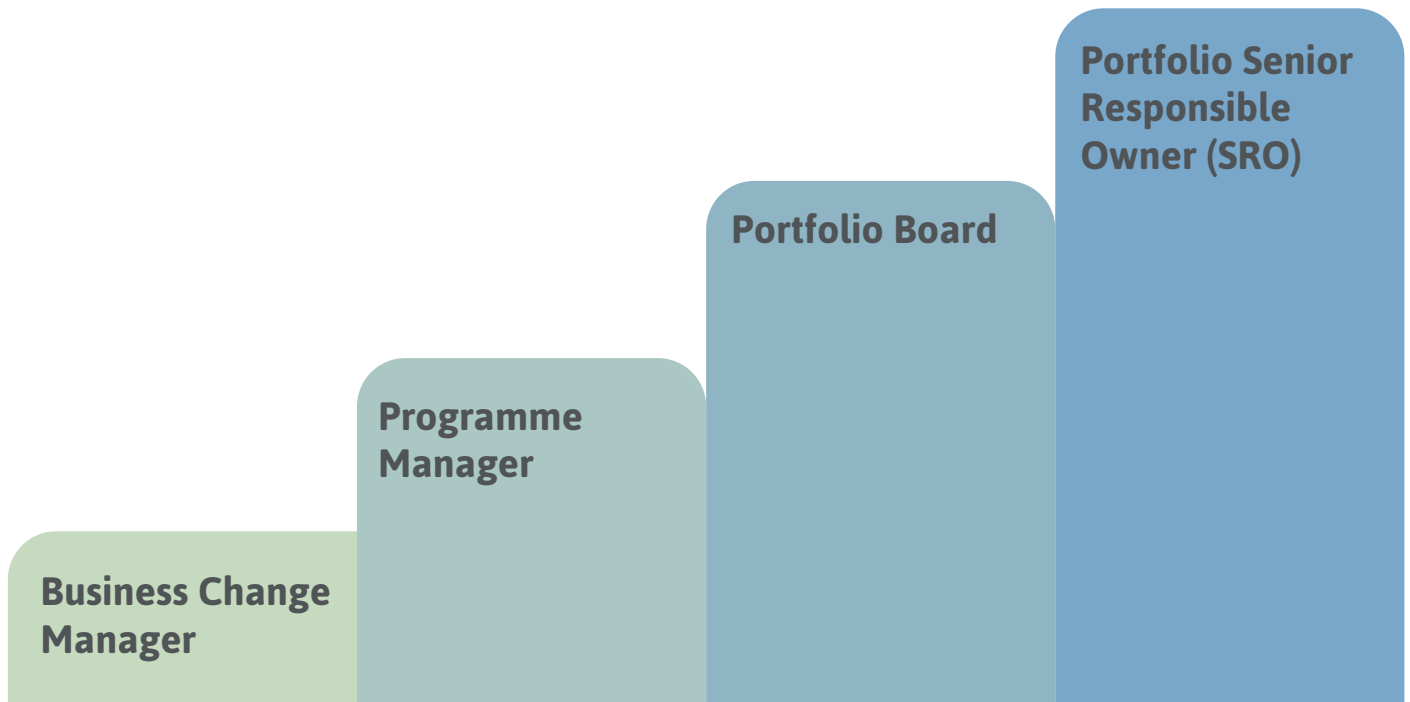 Portfolio Senior
Responsible
Owner (SRO)
Portfolio Board
Programme
Manager
Business Change
Manager